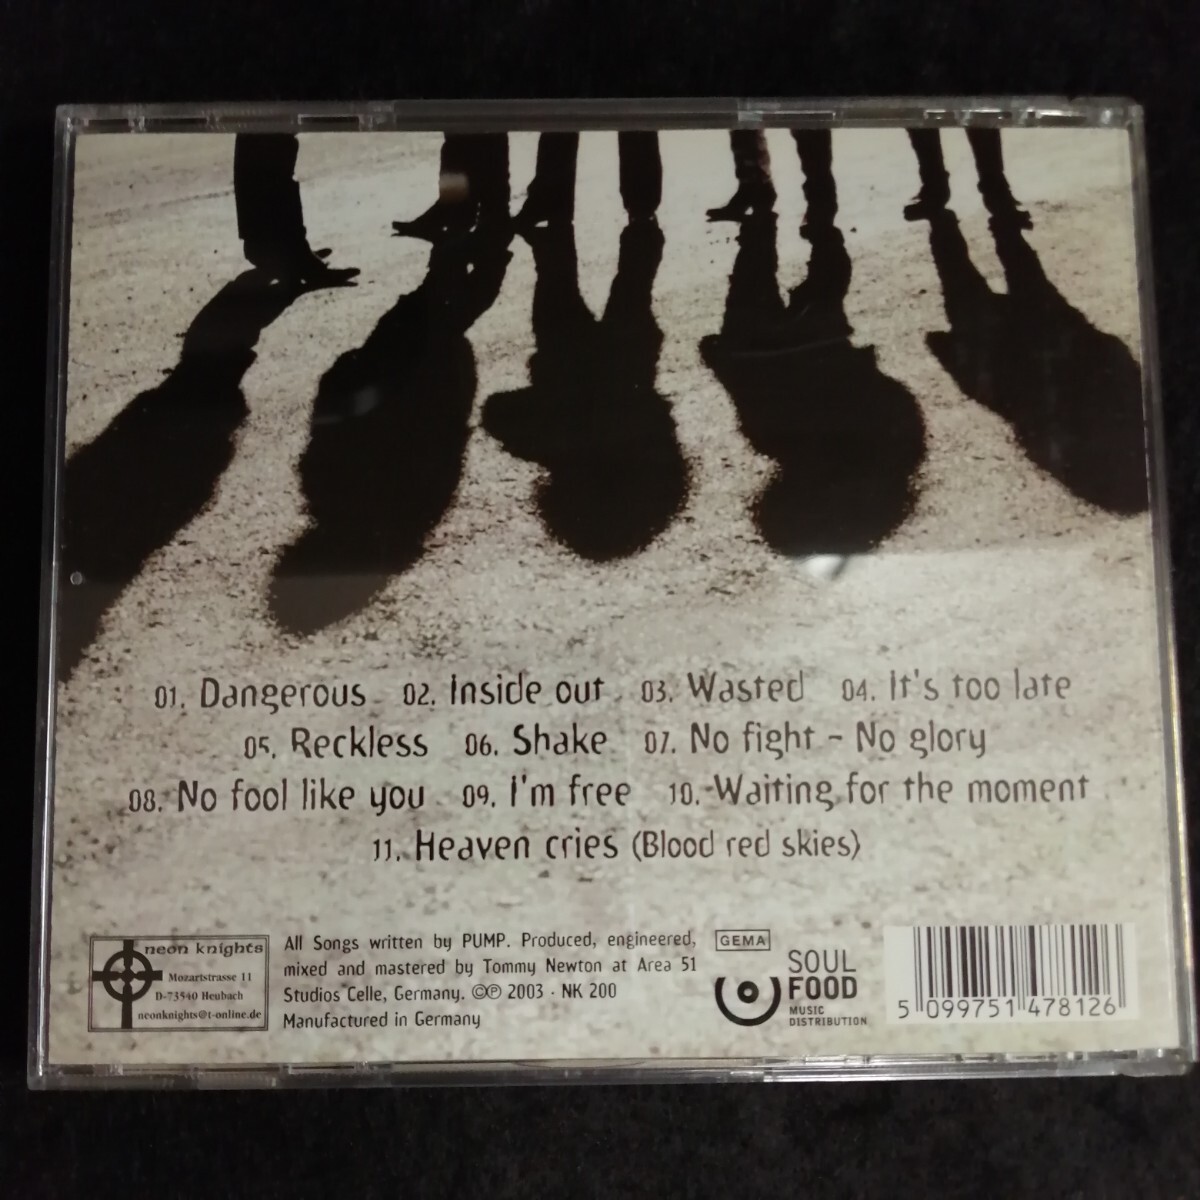 01. Dangerous 02. Inside out 03. Wasted 04. It's too late
05. Reckless 06. Shake 07. No fight - No glory
08. No fool like you 09. I'm free 10. Waiting for the moment
11. Heaven cries (Blood red skies)
neon knights
Mozartstrasse 11
D-73540 Heubach
neonknights@t-online.de
All Songs written by PUMP. Produced, engineered,
mixed and mastered by Tommy Newton at Area 51
Studios Celle, Germany. ©℗ 2003 · NK 200
Manufactured in Germany
GEMA
SOUL
FOOD
MUSIC
DISTRIBUTION
5 099751 478126